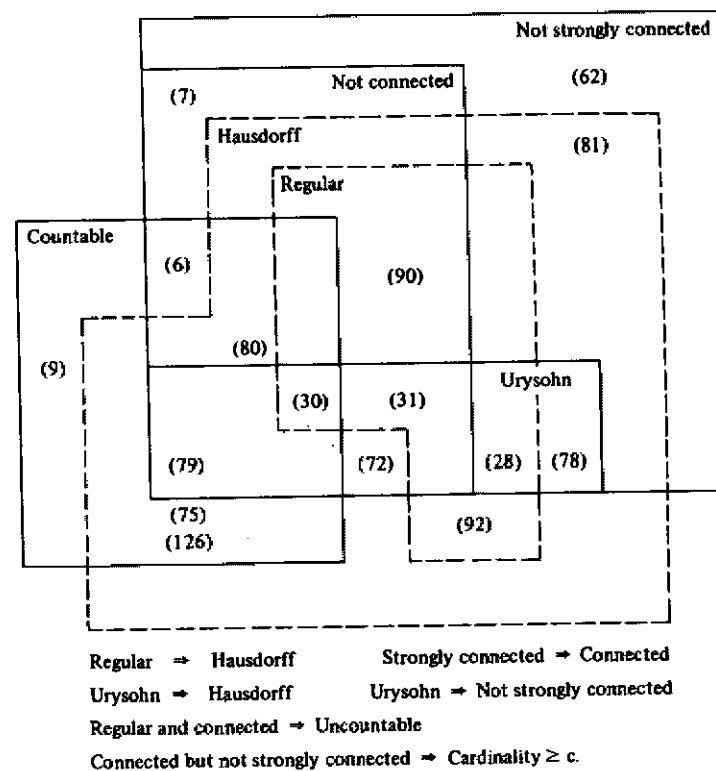 Not strongly connected
(62)
Not connected
(7)
Hausdorff
(81)
Regular
Countable
(6)
(90)
(80)
(9)
Urysohn
(30)
(31)
(79)
(72)
(28)
(78)
(75)
(92)
(126)
Regular ⇒ Hausdorff
Strongly connected ⇒ Connected
Urysohn ⇒ Hausdorff
Urysohn ⇒ Not strongly connected
Regular and connected ⇒ Uncountable
Connected but not strongly connected ⇒ Cardinality ≥ c.